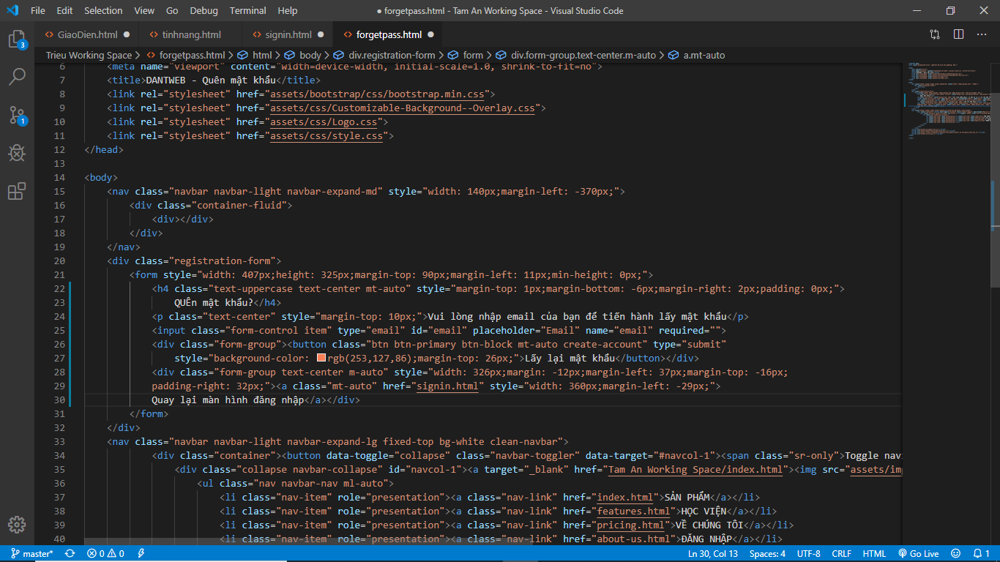 File Edit Selection View Go Debug Terminal Help
● forgetpass.html - Tam An Working Space - Visual Studio Code
GiaoDien.html ● tinhnang.html signin.html ● forgetpass.html ●
Trieu Working Space > forgetpass.html > html > body > div.registration-form > form > div.form-group.text-center.m-auto > a.mt-auto
3
1
6 <meta name="viewport" content="width=device-width, initial-scale=1.0, shrink-to-fit=no">
7 <title>DANTWEB - Quên mật khẩu</title>
8 <link rel="stylesheet" href="assets/bootstrap/css/bootstrap.min.css">
9 <link rel="stylesheet" href="assets/css/Customizable-Background--Overlay.css">
10 <link rel="stylesheet" href="assets/css/Logo.css">
11 <link rel="stylesheet" href="assets/css/style.css">
12 </head>
13
14 <body>
15 <nav class="navbar navbar-light navbar-expand-md" style="width: 140px;margin-left: -370px;">
16 <div class="container-fluid">
17 <div></div>
18 </div>
19 </nav>
20 <div class="registration-form">
21 <form style="width: 407px;height: 325px;margin-top: 90px;margin-left: 11px;min-height: 0px;">
22 <h4 class="text-uppercase text-center mt-auto" style="margin-top: 1px;margin-bottom: -6px;margin-right: 2px;padding: 0px;">
23 QUÊn mật khẩu?</h4>
24 <p class="text-center" style="margin-top: 10px;">Vui lòng nhập email của bạn để tiến hành lấy mật khẩu</p>
25 <input class="form-control item" type="email" id="email" placeholder="Email" name="email" required="">
26 <div class="form-group"><button class="btn btn-primary btn-block mt-auto create-account" type="submit"
27 style="background-color: rgb(253,127,86);margin-top: 26px;">Lấy lại mật khẩu</button></div>
28 <div class="form-group text-center m-auto" style="width: 326px;margin: -12px;margin-left: 37px;margin-top: -16px;
29 padding-right: 32px;"><a class="mt-auto" href="signin.html" style="width: 360px;margin-left: -29px;">
30 Quay lại màn hình đăng nhập</a></div>
31 </form>
32 </div>
33 <nav class="navbar navbar-light navbar-expand-lg fixed-top bg-white clean-navbar">
34 <div class="container"><button data-toggle="collapse" class="navbar-toggler" data-target="#navcol-1"><span class="sr-only">Toggle navi
35 <div class="collapse navbar-collapse" id="navcol-1"><a target="_blank" href="Tam An Working Space/index.html"><img src="assets/img
36 <ul class="nav navbar-nav ml-auto">
37 <li class="nav-item" role="presentation"><a class="nav-link" href="index.html">SẢN PHẨM</a></li>
38 <li class="nav-item" role="presentation"><a class="nav-link" href="features.html">HỌC VIỆN</a></li>
39 <li class="nav-item" role="presentation"><a class="nav-link" href="pricing.html">VỀ CHÚNG TÔI</a></li>
40 <li class="nav-item" role="presentation"><a class="nav-link" href="about-us.html">ĐĂNG NHẬP</a></li>
master* 0 0 Ln 30, Col 13 Spaces: 4 UTF-8 CRLF HTML Go Live 1